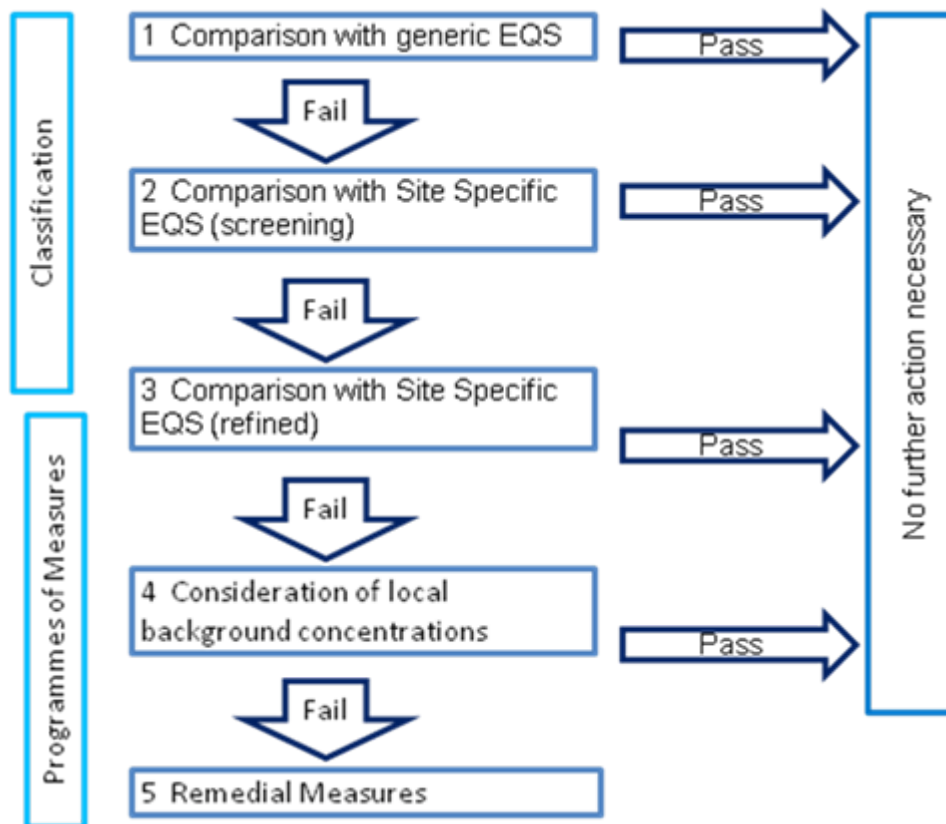 Classification
1 Comparison with generic EQS
Pass
Fail
2 Comparison with Site Specific
EQS (screening)
Pass
Fail
3 Comparison with Site Specific
EQS (refined)
Pass
Programmes of Measures
Fail
4 Consideration of local
background concentrations
Pass
Fail
5 Remedial Measures
No further action necessary